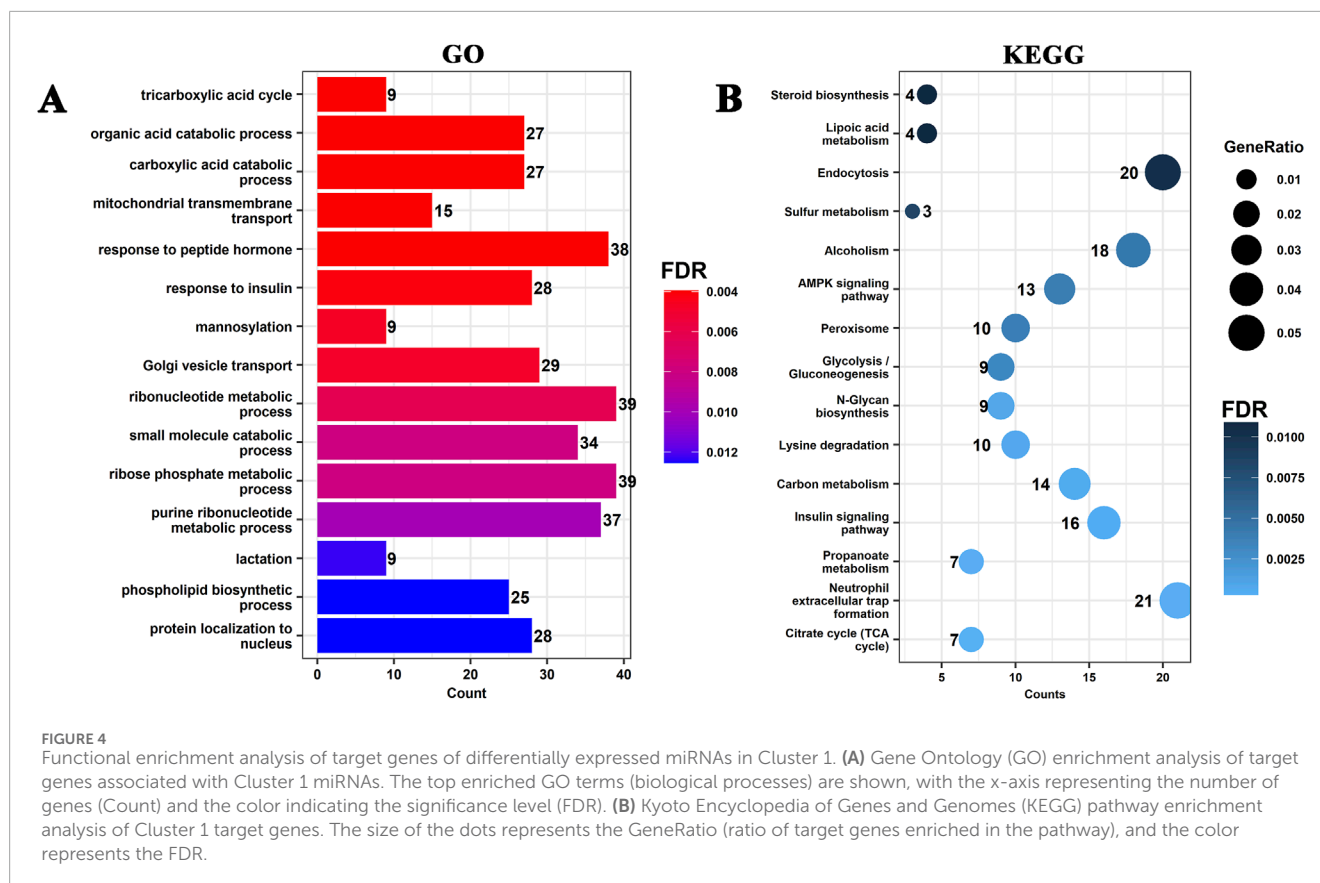 GO
A
tricarboxylic acid cycle
9
organic acid catabolic process
27
carboxylic acid catabolic
process
27
mitochondrial transmembrane
transport
15
response to peptide hormone
38
response to insulin
28
mannosylation
9
Golgi vesicle transport
29
ribonucleotide metabolic
process
39
small molecule catabolic
process
34
ribose phosphate metabolic
process
39
purine ribonucleotide
metabolic process
37
lactation
9
phospholipid biosynthetic
process
25
protein localization to
nucleus
28
0 10 20 30 40
Count
FDR
0.004
0.006
0.008
0.010
0.012
KEGG
B
Steroid biosynthesis
4
Lipoic acid
metabolism
4
Endocytosis
20
Sulfur metabolism
3
Alcoholism
18
AMPK signaling
pathway
13
Peroxisome
10
Glycolysis /
Gluconeogenesis
9
N-Glycan
biosynthesis
9
Lysine degradation
10
Carbon metabolism
14
Insulin signaling
pathway
16
Propanoate
metabolism
7
Neutrophil
extracellular trap
formation
21
Citrate cycle (TCA
cycle)
7
5 10 15 20
Counts
GeneRatio
0.01
0.02
0.03
0.04
0.05
FDR
0.0100
0.0075
0.0050
0.0025
FIGURE 4
Functional enrichment analysis of target genes of differentially expressed miRNAs in Cluster 1. (A) Gene Ontology (GO) enrichment analysis of target
genes associated with Cluster 1 miRNAs. The top enriched GO terms (biological processes) are shown, with the x-axis representing the number of
genes (Count) and the color indicating the significance level (FDR). (B) Kyoto Encyclopedia of Genes and Genomes (KEGG) pathway enrichment
analysis of Cluster 1 target genes. The size of the dots represents the GeneRatio (ratio of target genes enriched in the pathway), and the color
represents the FDR.